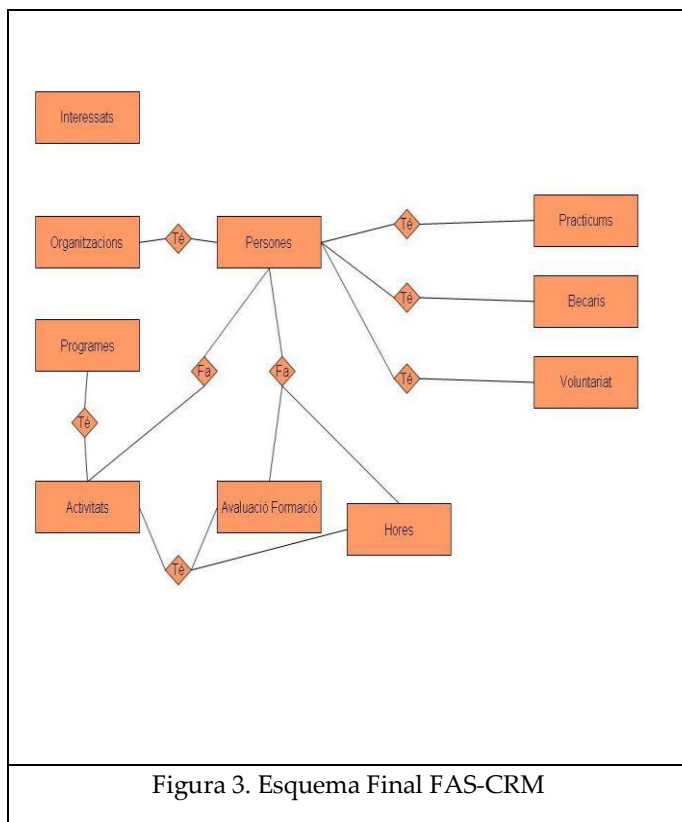 Interessats
Organitzacions
Té
Persones
Té
Practicums
Té
Becaris
Programes
Fa
Fa
Té
Voluntariat
Té
Activitats
Avaluació Formació
Hores
Té
Figura 3. Esquema Final FAS-CRM